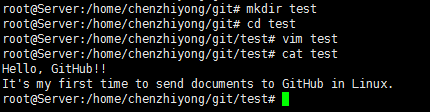 root@Server:/home/chenzhiyong/git# mkdir test
root@Server:/home/chenzhiyong/git# cd test
root@Server:/home/chenzhiyong/git/test# vim test
root@Server:/home/chenzhiyong/git/test# cat test
Hello, GitHub!!
It's my first time to send documents to GitHub in Linux.
root@Server:/home/chenzhiyong/git/test#